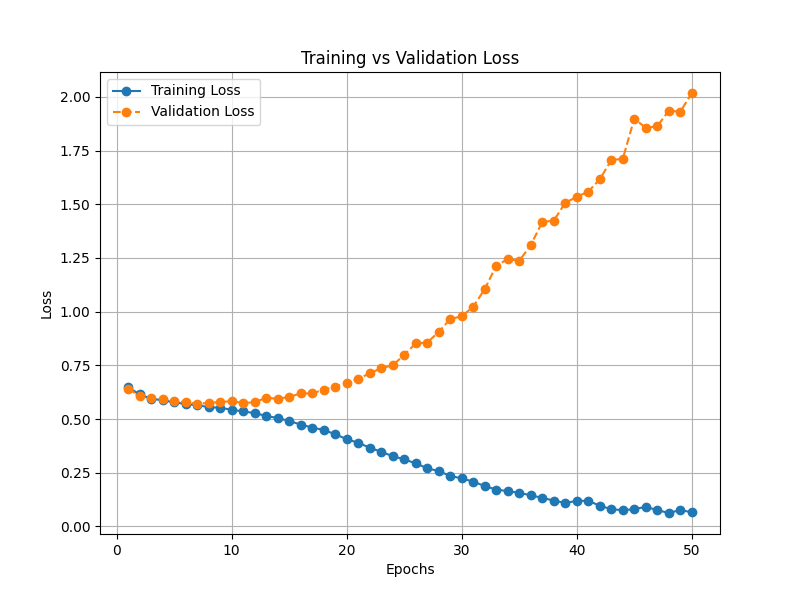 Training vs Validation Loss
Training Loss
Validation Loss
2.00
1.75
1.50
1.25
1.00
0.75
0.50
0.25
0.00
Loss
0 10 20 30 40 50
Epochs